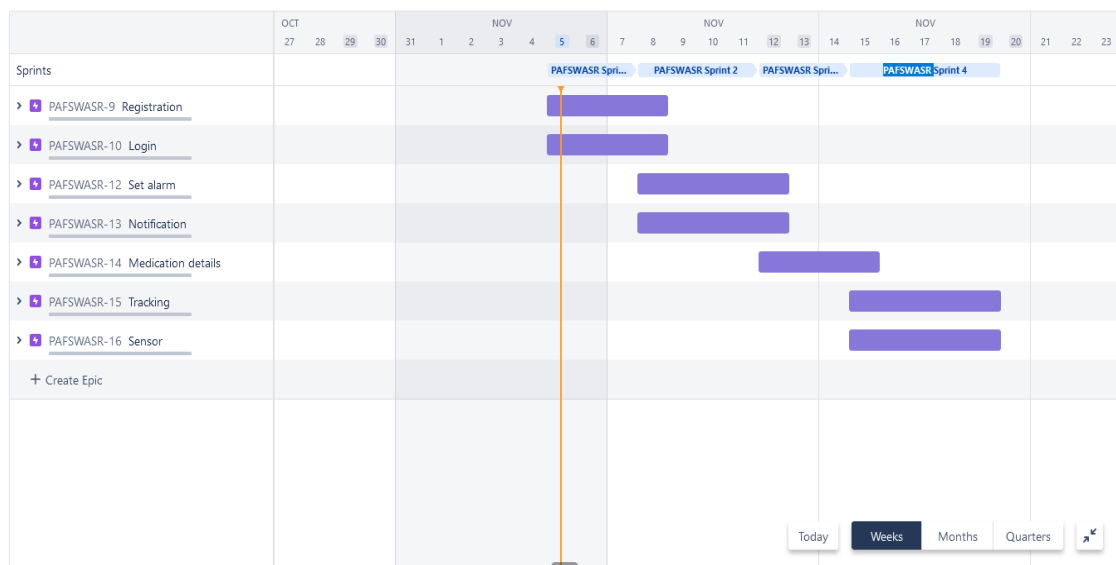 OCT NOV NOV NOV
27 28 29 30 31 1 2 3 4 5 6 7 8 9 10 11 12 13 14 15 16 17 18 19 20 21 22 23
Sprints PAFSWASR Spri... PAFSWASR Sprint 2 PAFSWASR Spri... PAFSWASR Sprint 4
PAFSWASR-9 Registration
PAFSWASR-10 Login
PAFSWASR-12 Set alarm
PAFSWASR-13 Notification
PAFSWASR-14 Medication details
PAFSWASR-15 Tracking
PAFSWASR-16 Sensor
+ Create Epic
Today Weeks Months Quarters